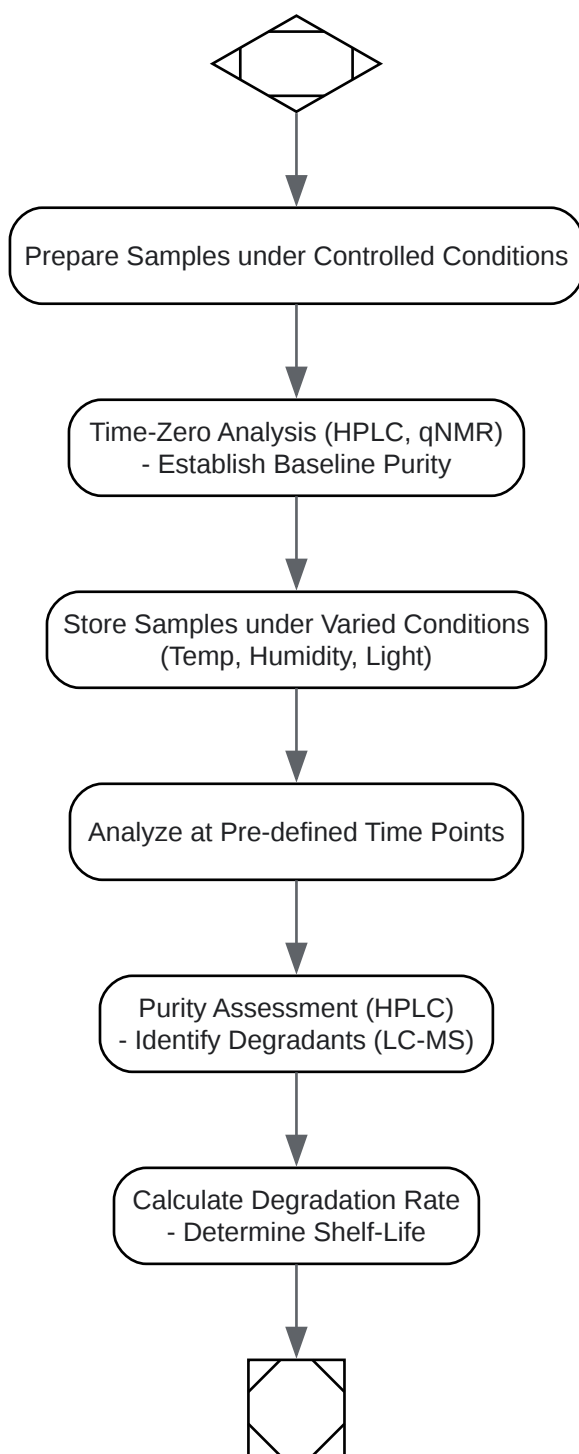 Prepare Samples under Controlled Conditions
Time-Zero Analysis (HPLC, qNMR)
- Establish Baseline Purity
Store Samples under Varied Conditions
(Temp, Humidity, Light)
Analyze at Pre-defined Time Points
Purity Assessment (HPLC)
- Identify Degradants (LC-MS)
Calculate Degradation Rate
- Determine Shelf-Life